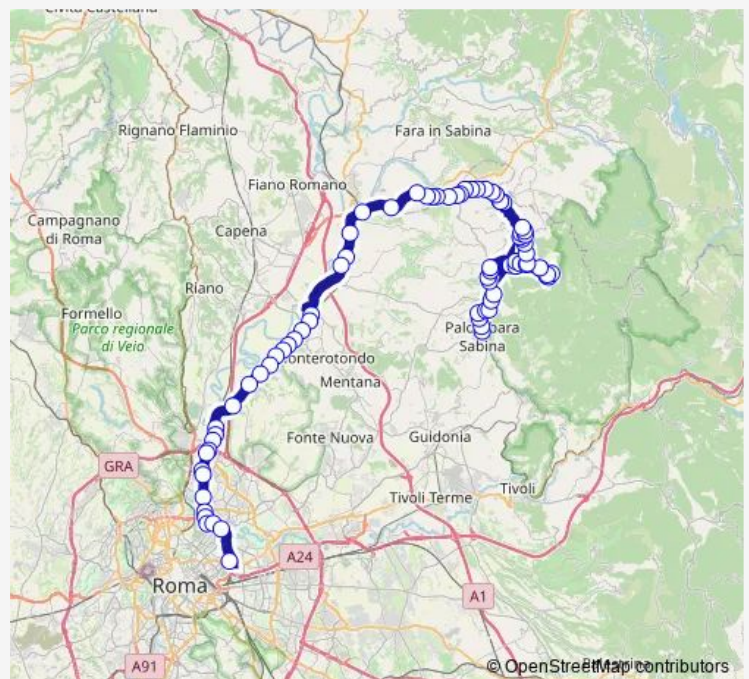 Civita Castellana
Rignano Flaminio
Fara in Sabina
Fiano Romano
Campagnano
di Roma
Capena
Riano
Formello
Parco regionale
di Veio
Palombara
Sabina
onterotondo
Mentana
Fonte Nuova
Guidonia
GRA
Tivoli
Tivoli Terme
A24
Roma
A1
A91
© OpenStreetMap contributors